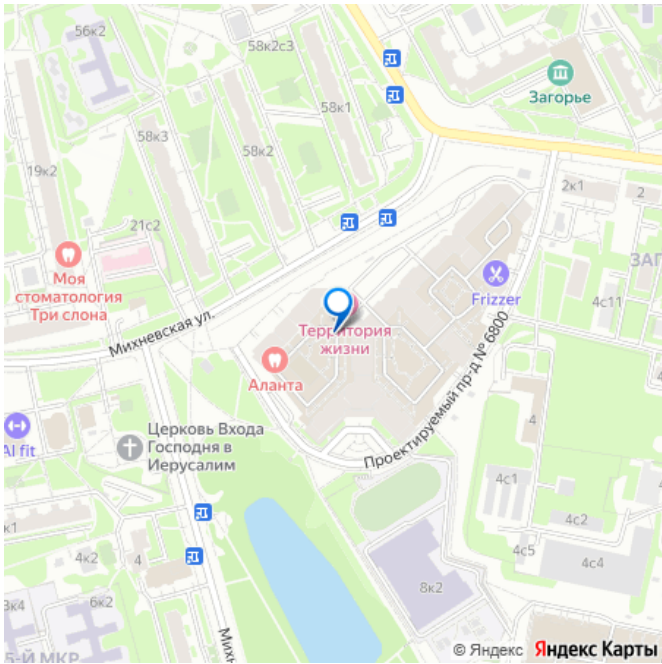 56к2
58к2с3
Загорье
58к1
58к3
58к2
19к2
2к1
2
21с2
Моя
стоматология
Три слона
ЗАГ
Frizzer
4с11
Михневская ул.
Территория
жизни
Аланта
Проектируемый пр-д № 6800
AI fit
Церковь Входа
Господня в
Иерусалим
4
4с1
к1
4с2
4к2
4
4с5
4с4
3к4
6к2
8к2
5-Й МКР
Михн
© Яндекс Яндекс Карты